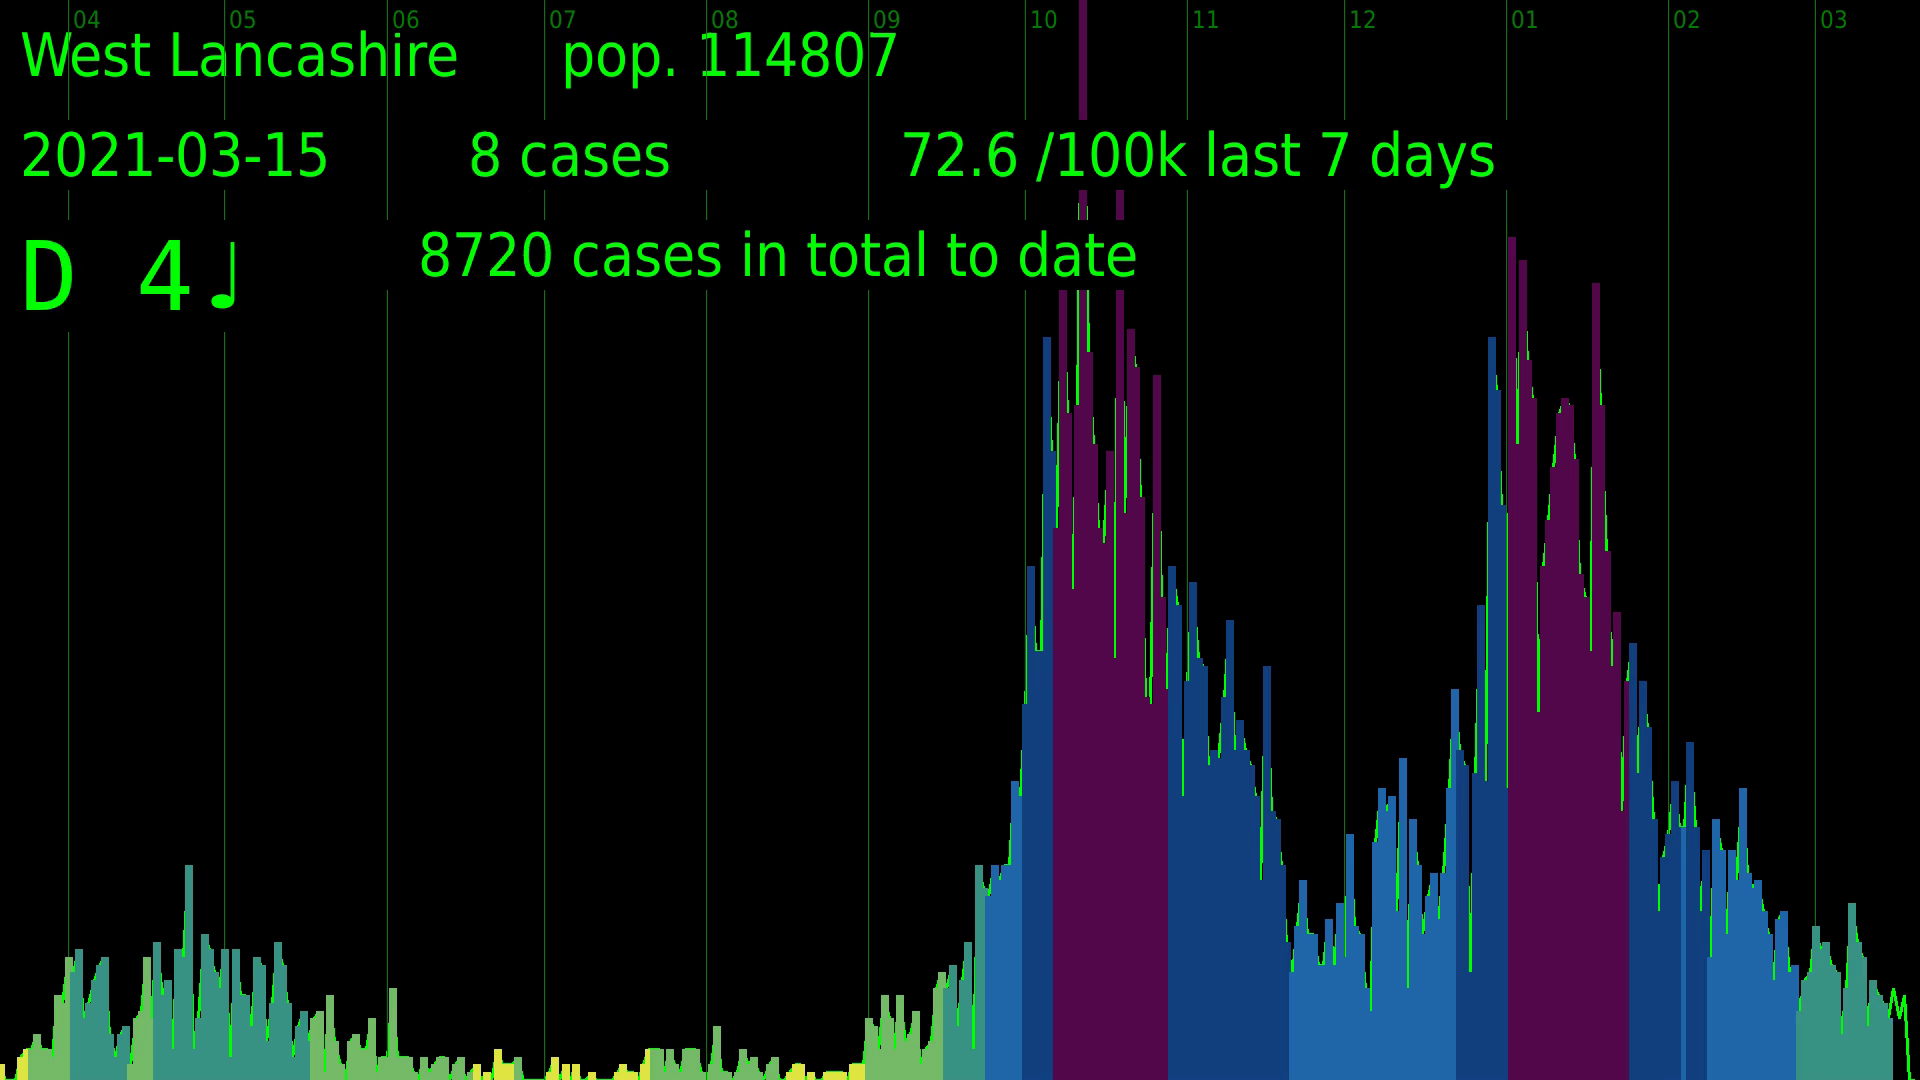 04 05 06 07 08 09 10 11 12 01 02 03
West Lancashire pop. 114807
2021-03-15 8 cases 72.6 /100k last 7 days
D 4♩ 8720 cases in total to date